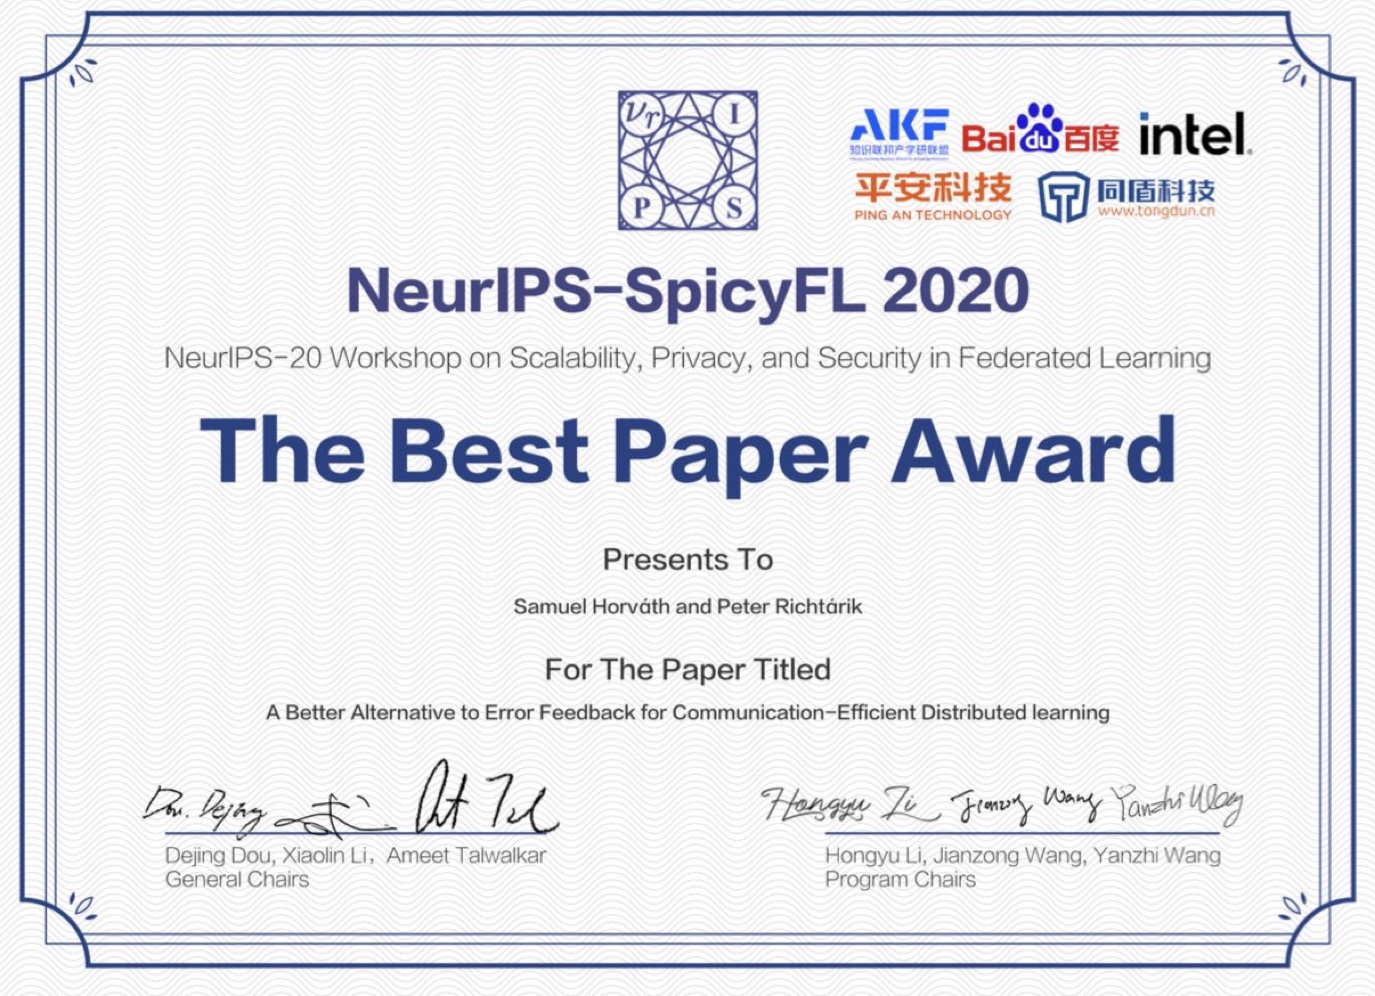 νr I
P S
AKF Bai du 百度 intel.
知识联邦产学研联盟
平安科技 同盾科技
PING AN TECHNOLOGY www.tongdun.cn
NeurIPS-SpicyFL 2020
NeurIPS-20 Workshop on Scalability, Privacy, and Security in Federated Learning
The Best Paper Award
Presents To
Samuel Horváth and Peter Richtárik
For The Paper Titled
A Better Alternative to Error Feedback for Communication-Efficient Distributed learning
Dou. Dejing Hongyu Li Jianzong Wang Yanzhi Wang
Dejing Dou, Xiaolin Li, Ameet Talwalkar
General Chairs
Hongyu Li, Jianzong Wang, Yanzhi Wang
Program Chairs